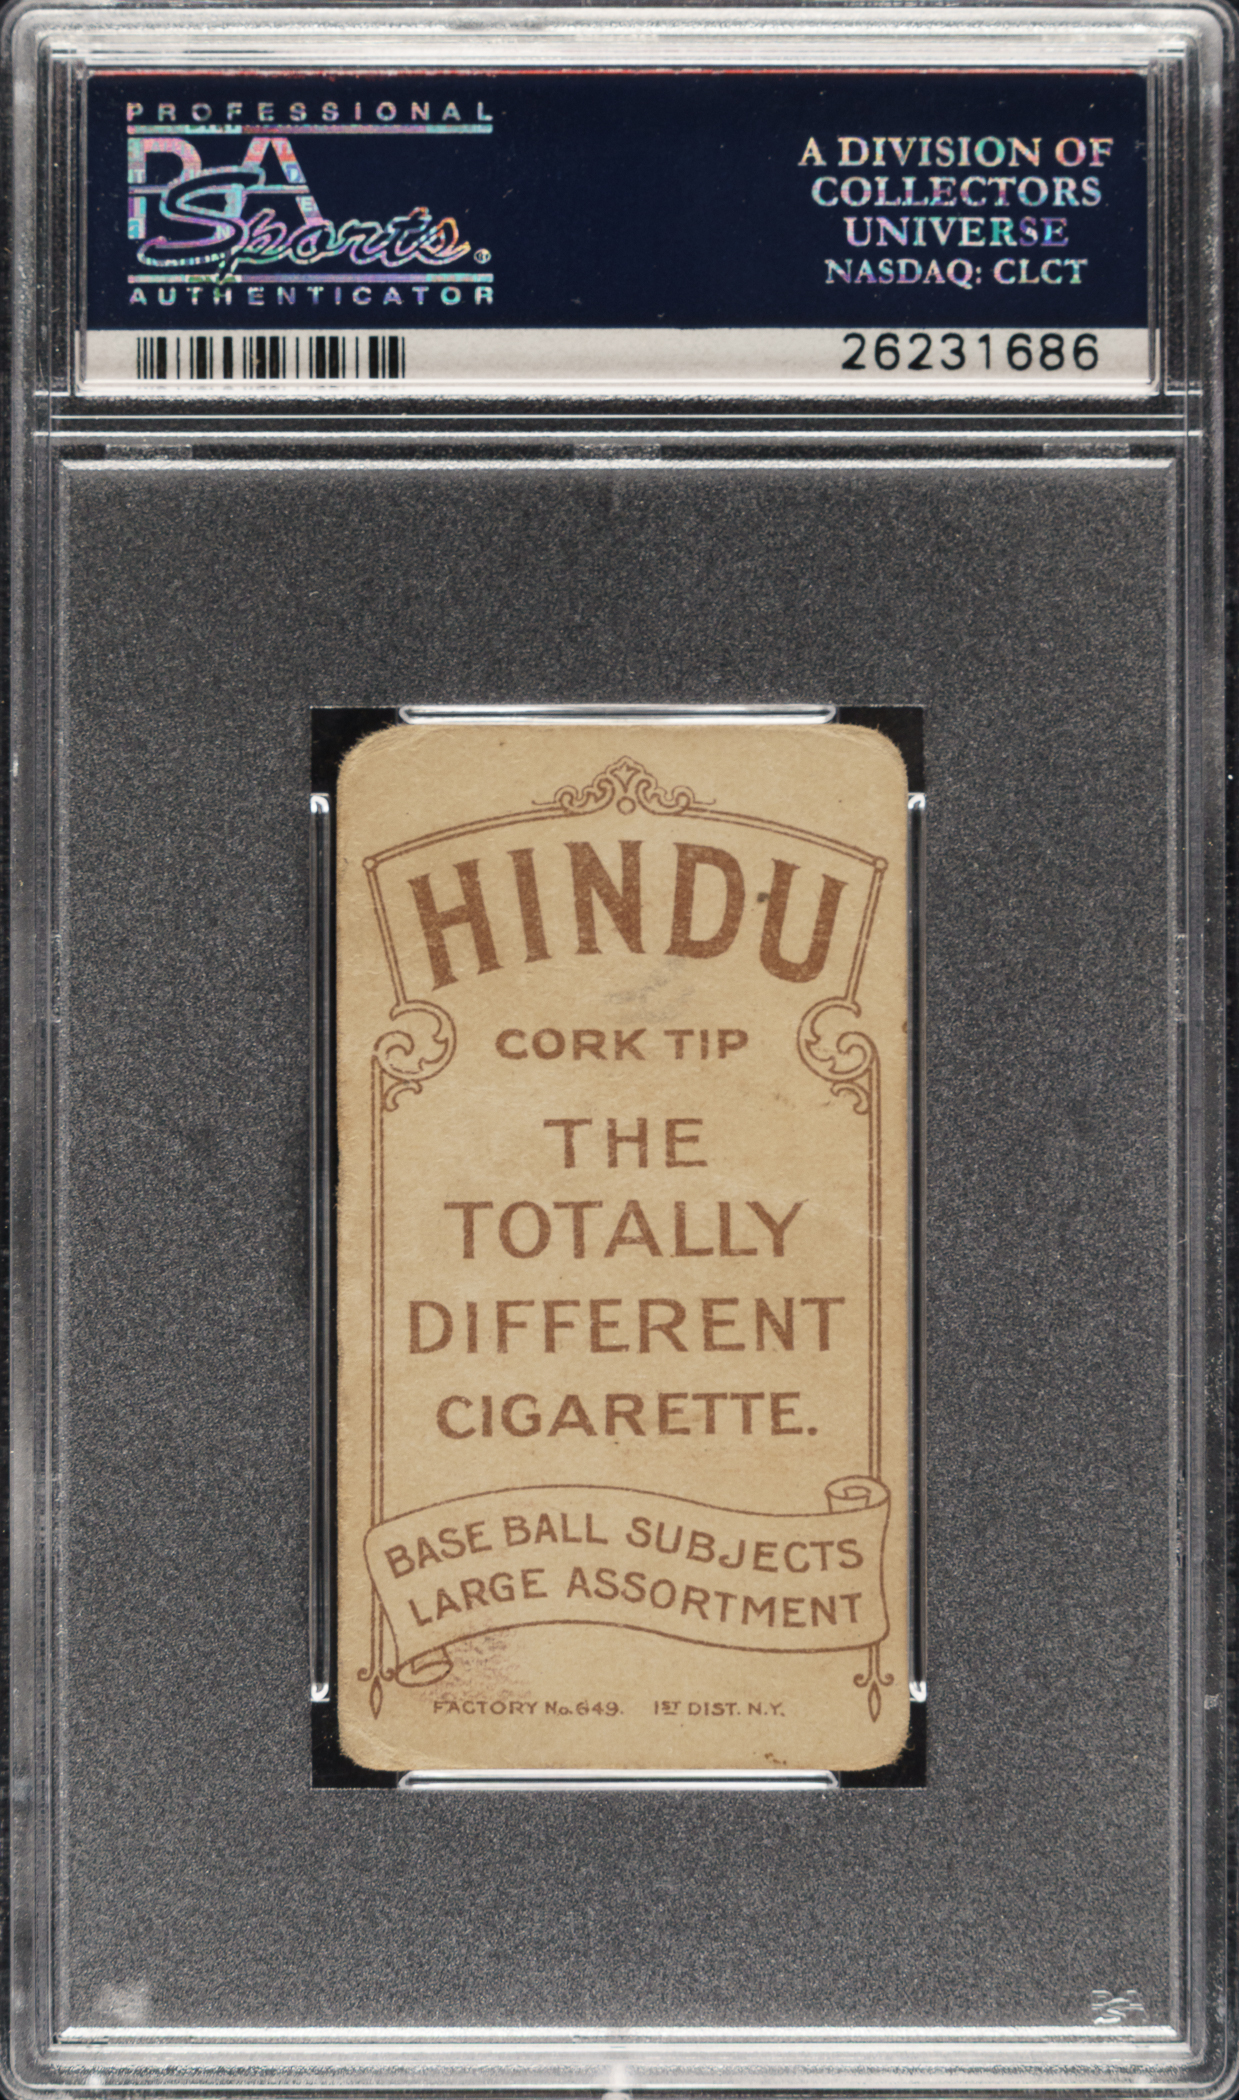 PROFESSIONAL
PSA
Sports®
AUTHENTICATOR
A DIVISION OF
COLLECTORS
UNIVERSE
NASDAQ: CLCT
26231686
HINDU
CORK TIP
THE
TOTALLY
DIFFERENT
CIGARETTE.
BASE BALL SUBJECTS
LARGE ASSORTMENT
FACTORY No. 649. 1ST DIST. N.Y.